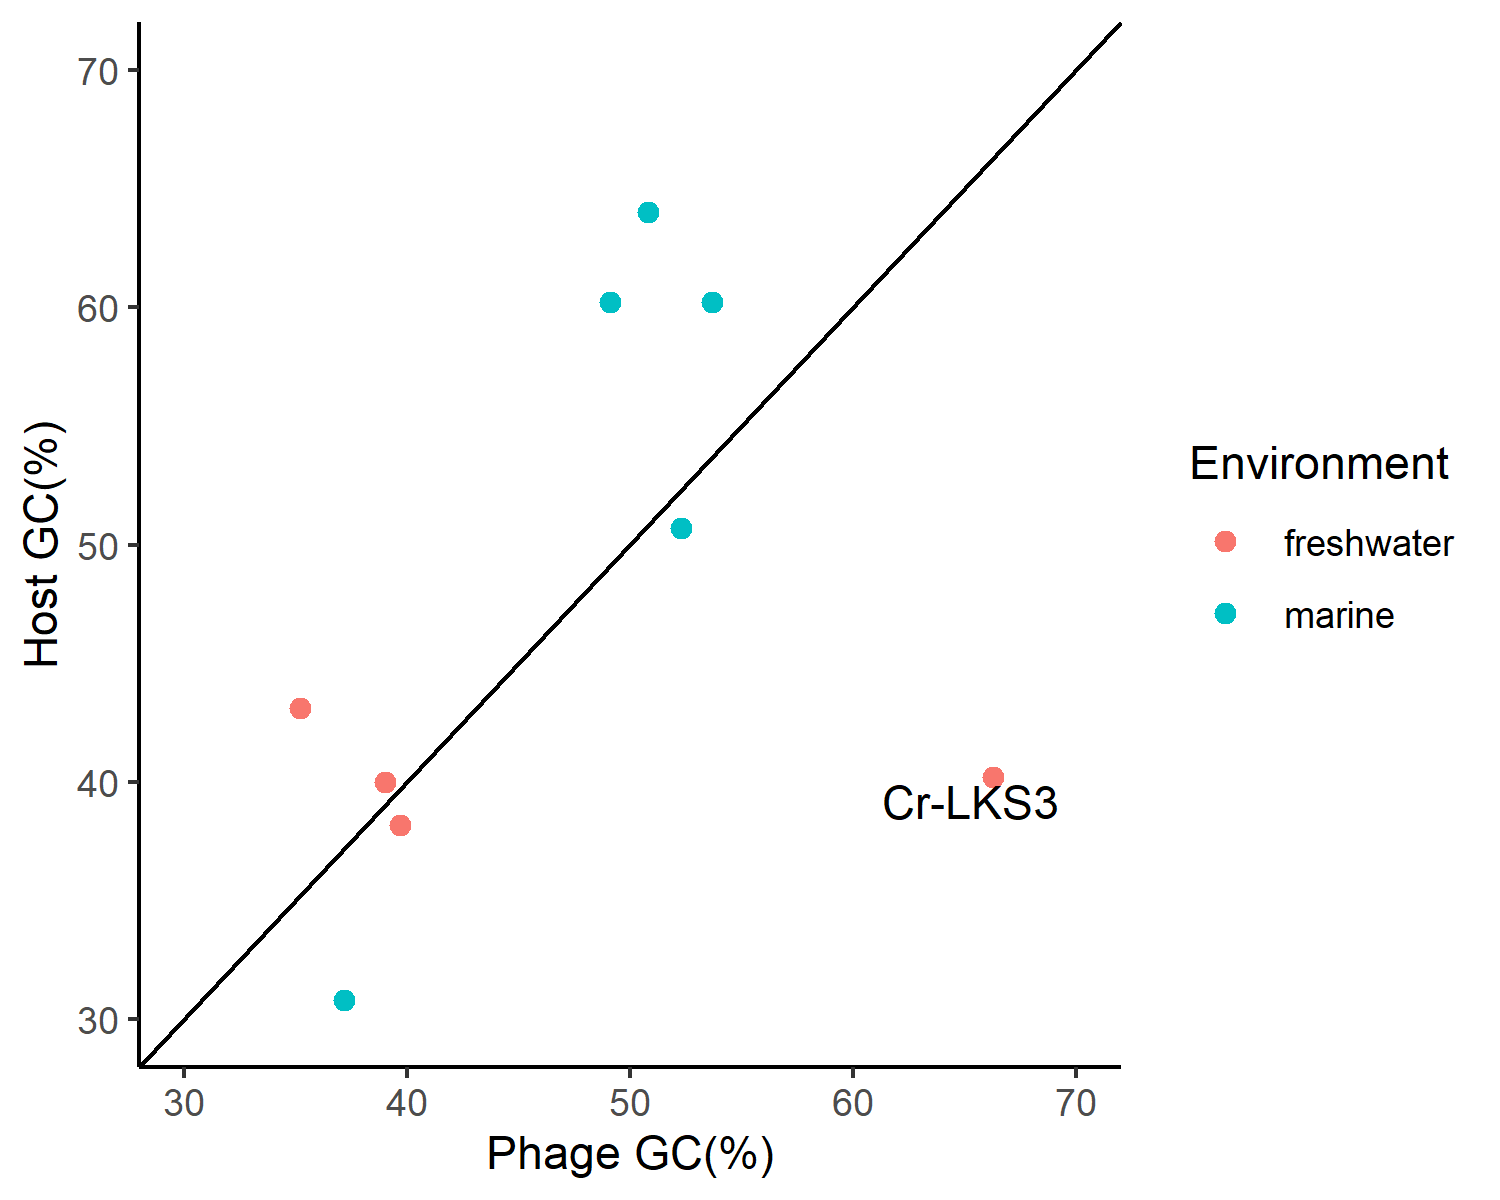 70
60
50
40
30
Host GC(%)
30 40 50 60 70
Phage GC(%)
Cr-LKS3
Environment
freshwater
marine